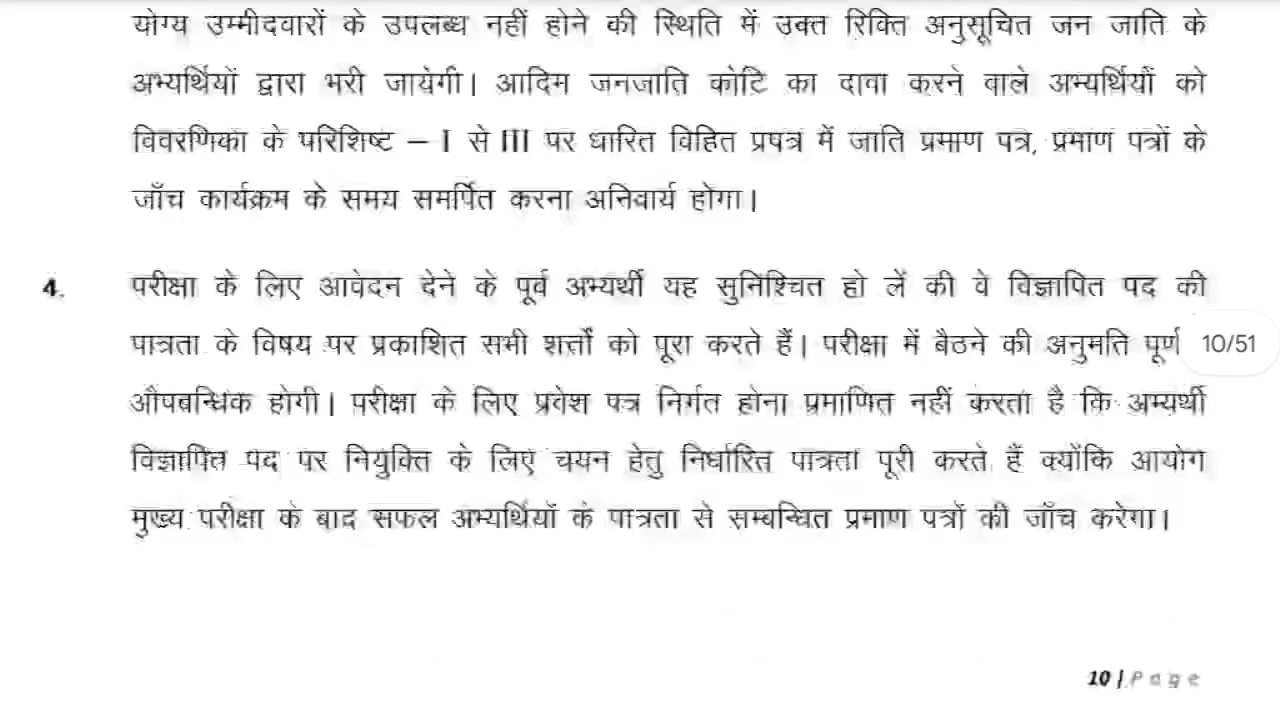 योग्य उम्मीदवारों के उपलब्ध नहीं होने की स्थिति में उक्त रिक्ति अनुसूचित जन जाति के
अभ्यर्थियों द्वारा भरी जायेगी। आदिम जनजाति कोटि का दावा करने वाले अभ्यर्थियों को
विवरणिका के परिशिष्ट – I से III पर धारित विहित प्रपत्र में जाति प्रमाण पत्र, प्रमाण पत्रों के
जाँच कार्यक्रम के समय समर्पित करना अनिवार्य होगा।
4. परीक्षा के लिए आवेदन देने के पूर्व अभ्यर्थी यह सुनिश्चित हो लें की वे विज्ञापित पद की
पात्रता के विषय पर प्रकाशित सभी शर्त्तों को पूरा करते हैं। परीक्षा में बैठने की अनुमति पूर्ण
10/51
औपबन्धिक होगी। परीक्षा के लिए प्रवेश पत्र निर्गत होना प्रमाणित नहीं करता है कि अभ्यर्थी
विज्ञापित पद पर नियुक्ति के लिए चयन हेतु निर्धारित पात्रता पूरी करते हैं क्योंकि आयोग
मुख्य परीक्षा के बाद सफल अभ्यर्थियों के पात्रता से सम्बन्धित प्रमाण पत्रों की जाँच करेगा।
10 | Page